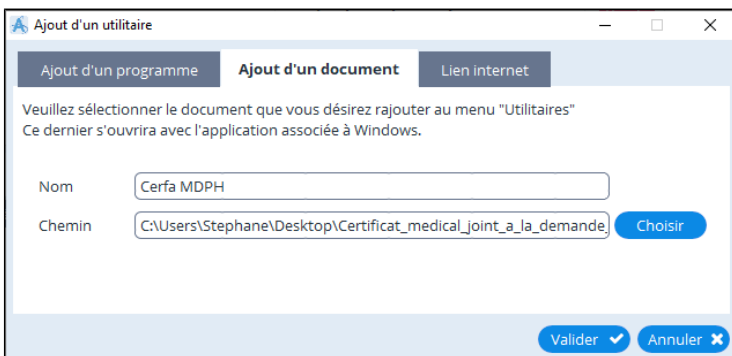 Ajout d'un utilitaire
Ajout d'un programme Ajout d'un document Lien internet
Veuillez sélectionner le document que vous désirez rajouter au menu "Utilitaires"
Ce dernier s'ouvrira avec l'application associée à Windows.
Nom Cerfa MDPH
Chemin C:\Users\Stephane\Desktop\Certificat_medical_joint_a_la_demande_ Choisir
Valider Annuler